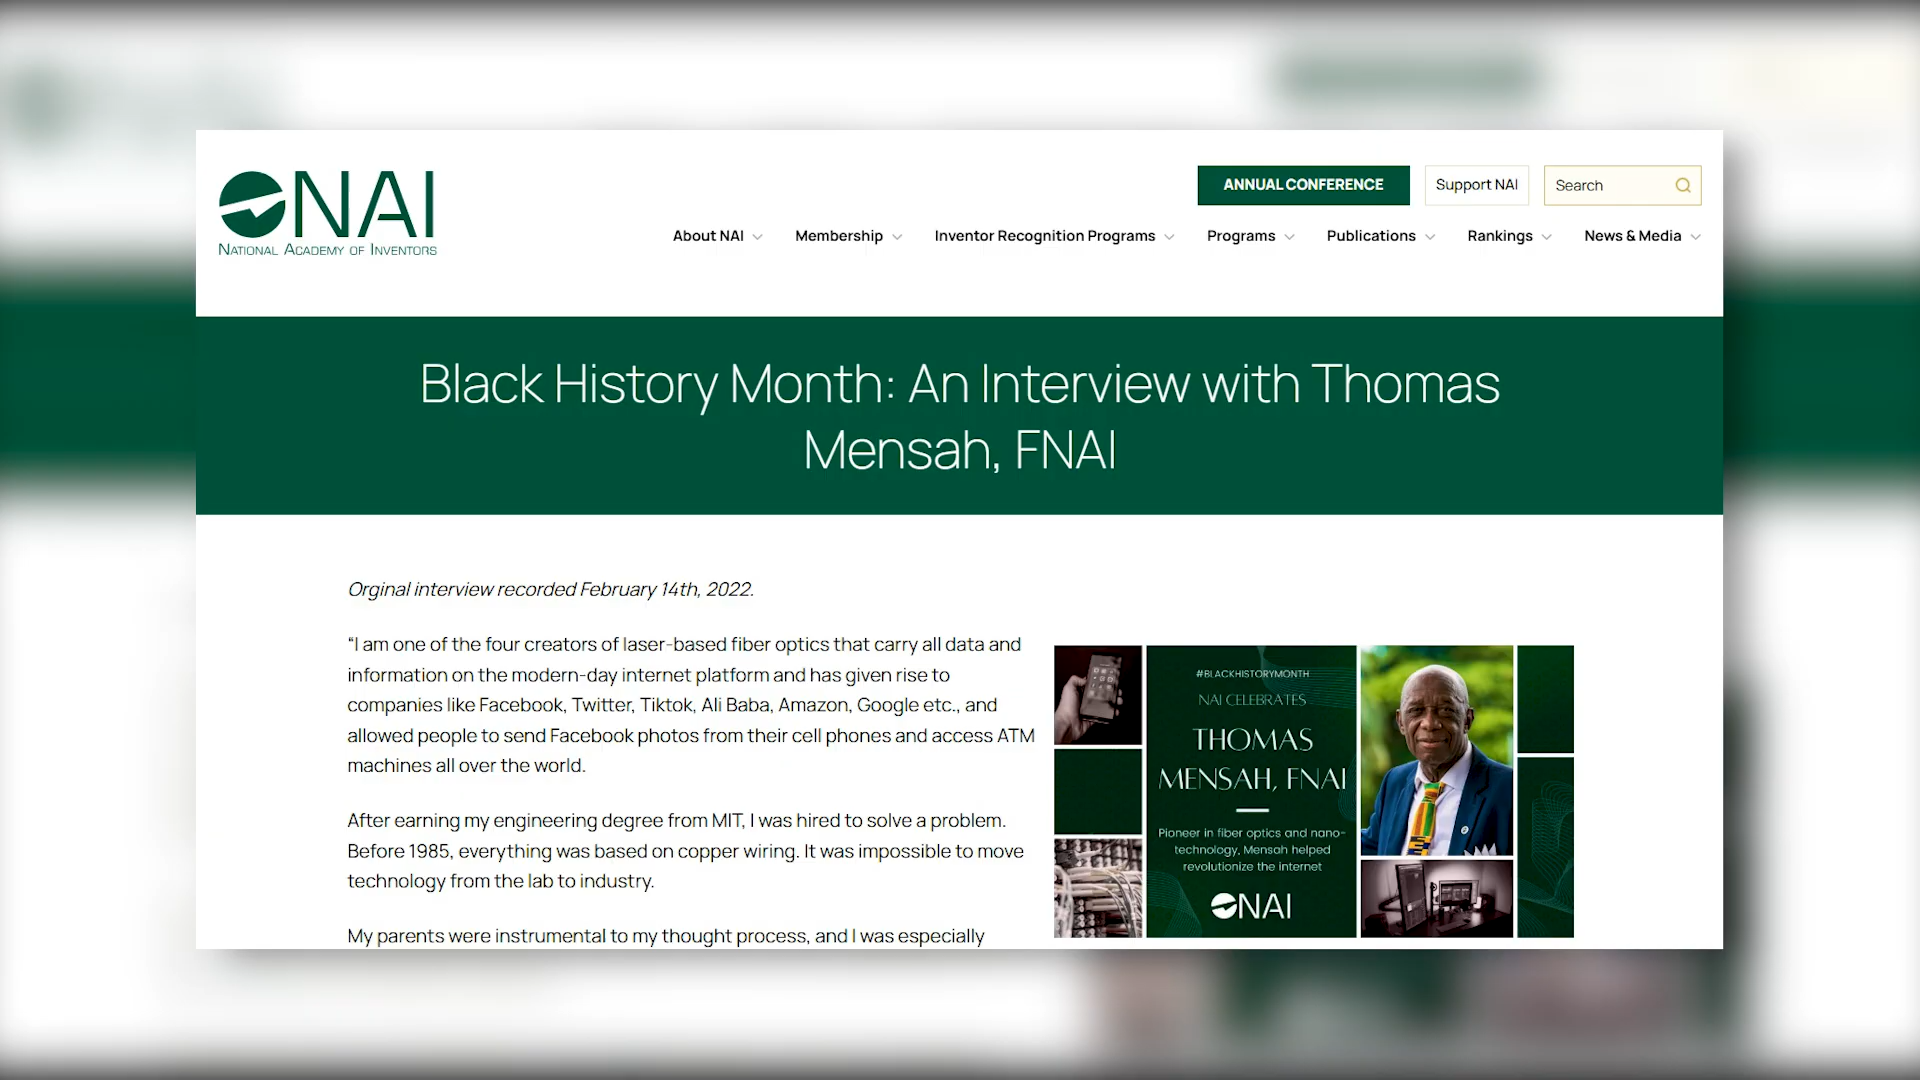 NAI
NATIONAL ACADEMY OF INVENTORS
ANNUAL CONFERENCE
Support NAI
Search
About NAI
Membership
Inventor Recognition Programs
Programs
Publications
Rankings
News & Media
Black History Month: An Interview with Thomas
Mensah, FNAI
Orginal interview recorded February 14th, 2022.
“I am one of the four creators of laser-based fiber optics that carry all data and
information on the modern-day internet platform and has given rise to
companies like Facebook, Twitter, Tiktok, Ali Baba, Amazon, Google etc., and
allowed people to send Facebook photos from their cell phones and access ATM
machines all over the world.
After earning my engineering degree from MIT, I was hired to solve a problem.
Before 1985, everything was based on copper wiring. It was impossible to move
technology from the lab to industry.
My parents were instrumental to my thought process, and I was especially
#BLACKHISTORYMONTH
NAI CELEBRATES
THOMAS
MENSAH, FNAI
Pioneer in fiber optics and nano-
technology, Mensah helped
revolutionize the internet
NAI